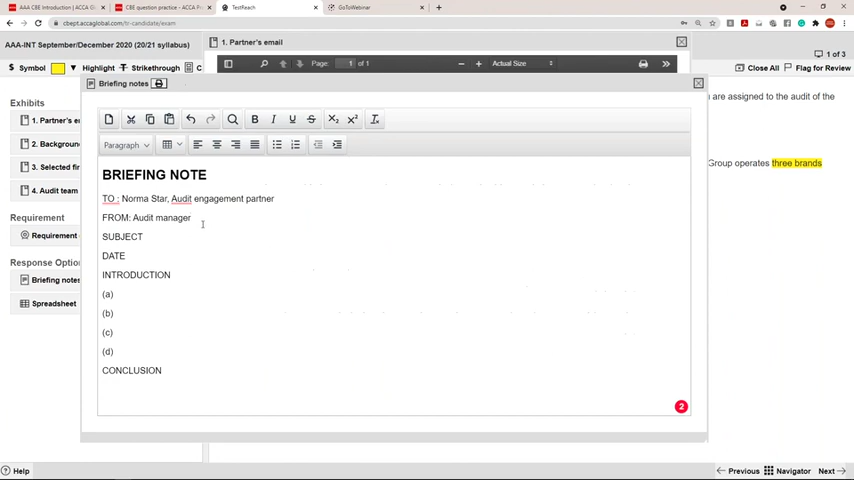 AAA CBE Introduction | ACCA G
CBE question practice | ACCA Pr
TestReach
GoToWebinar
cbept.accaglobal.com/tr-candidate/exam
AAA-INT September/December 2020 (20/21 syllabus)
1. Partner's email
1 of 3
Symbol
Highlight
Strikethrough
C
Page:
1
of 1
Actual Size
Close All
Flag for Review
Exhibits
1. Partner's e
2. Background
3. Selected fi
4. Audit team
Requirement
Requirement
Response Optio
Briefing notes
Spreadsheet
Briefing notes
Paragraph
BRIEFING NOTE
TO : Norma Star, Audit engagement partner
FROM: Audit manager
SUBJECT
DATE
INTRODUCTION
(a)
(b)
(c)
(d)
CONCLUSION
2
are assigned to the audit of the
Group operates three brands
Help
Previous
Navigator
Next